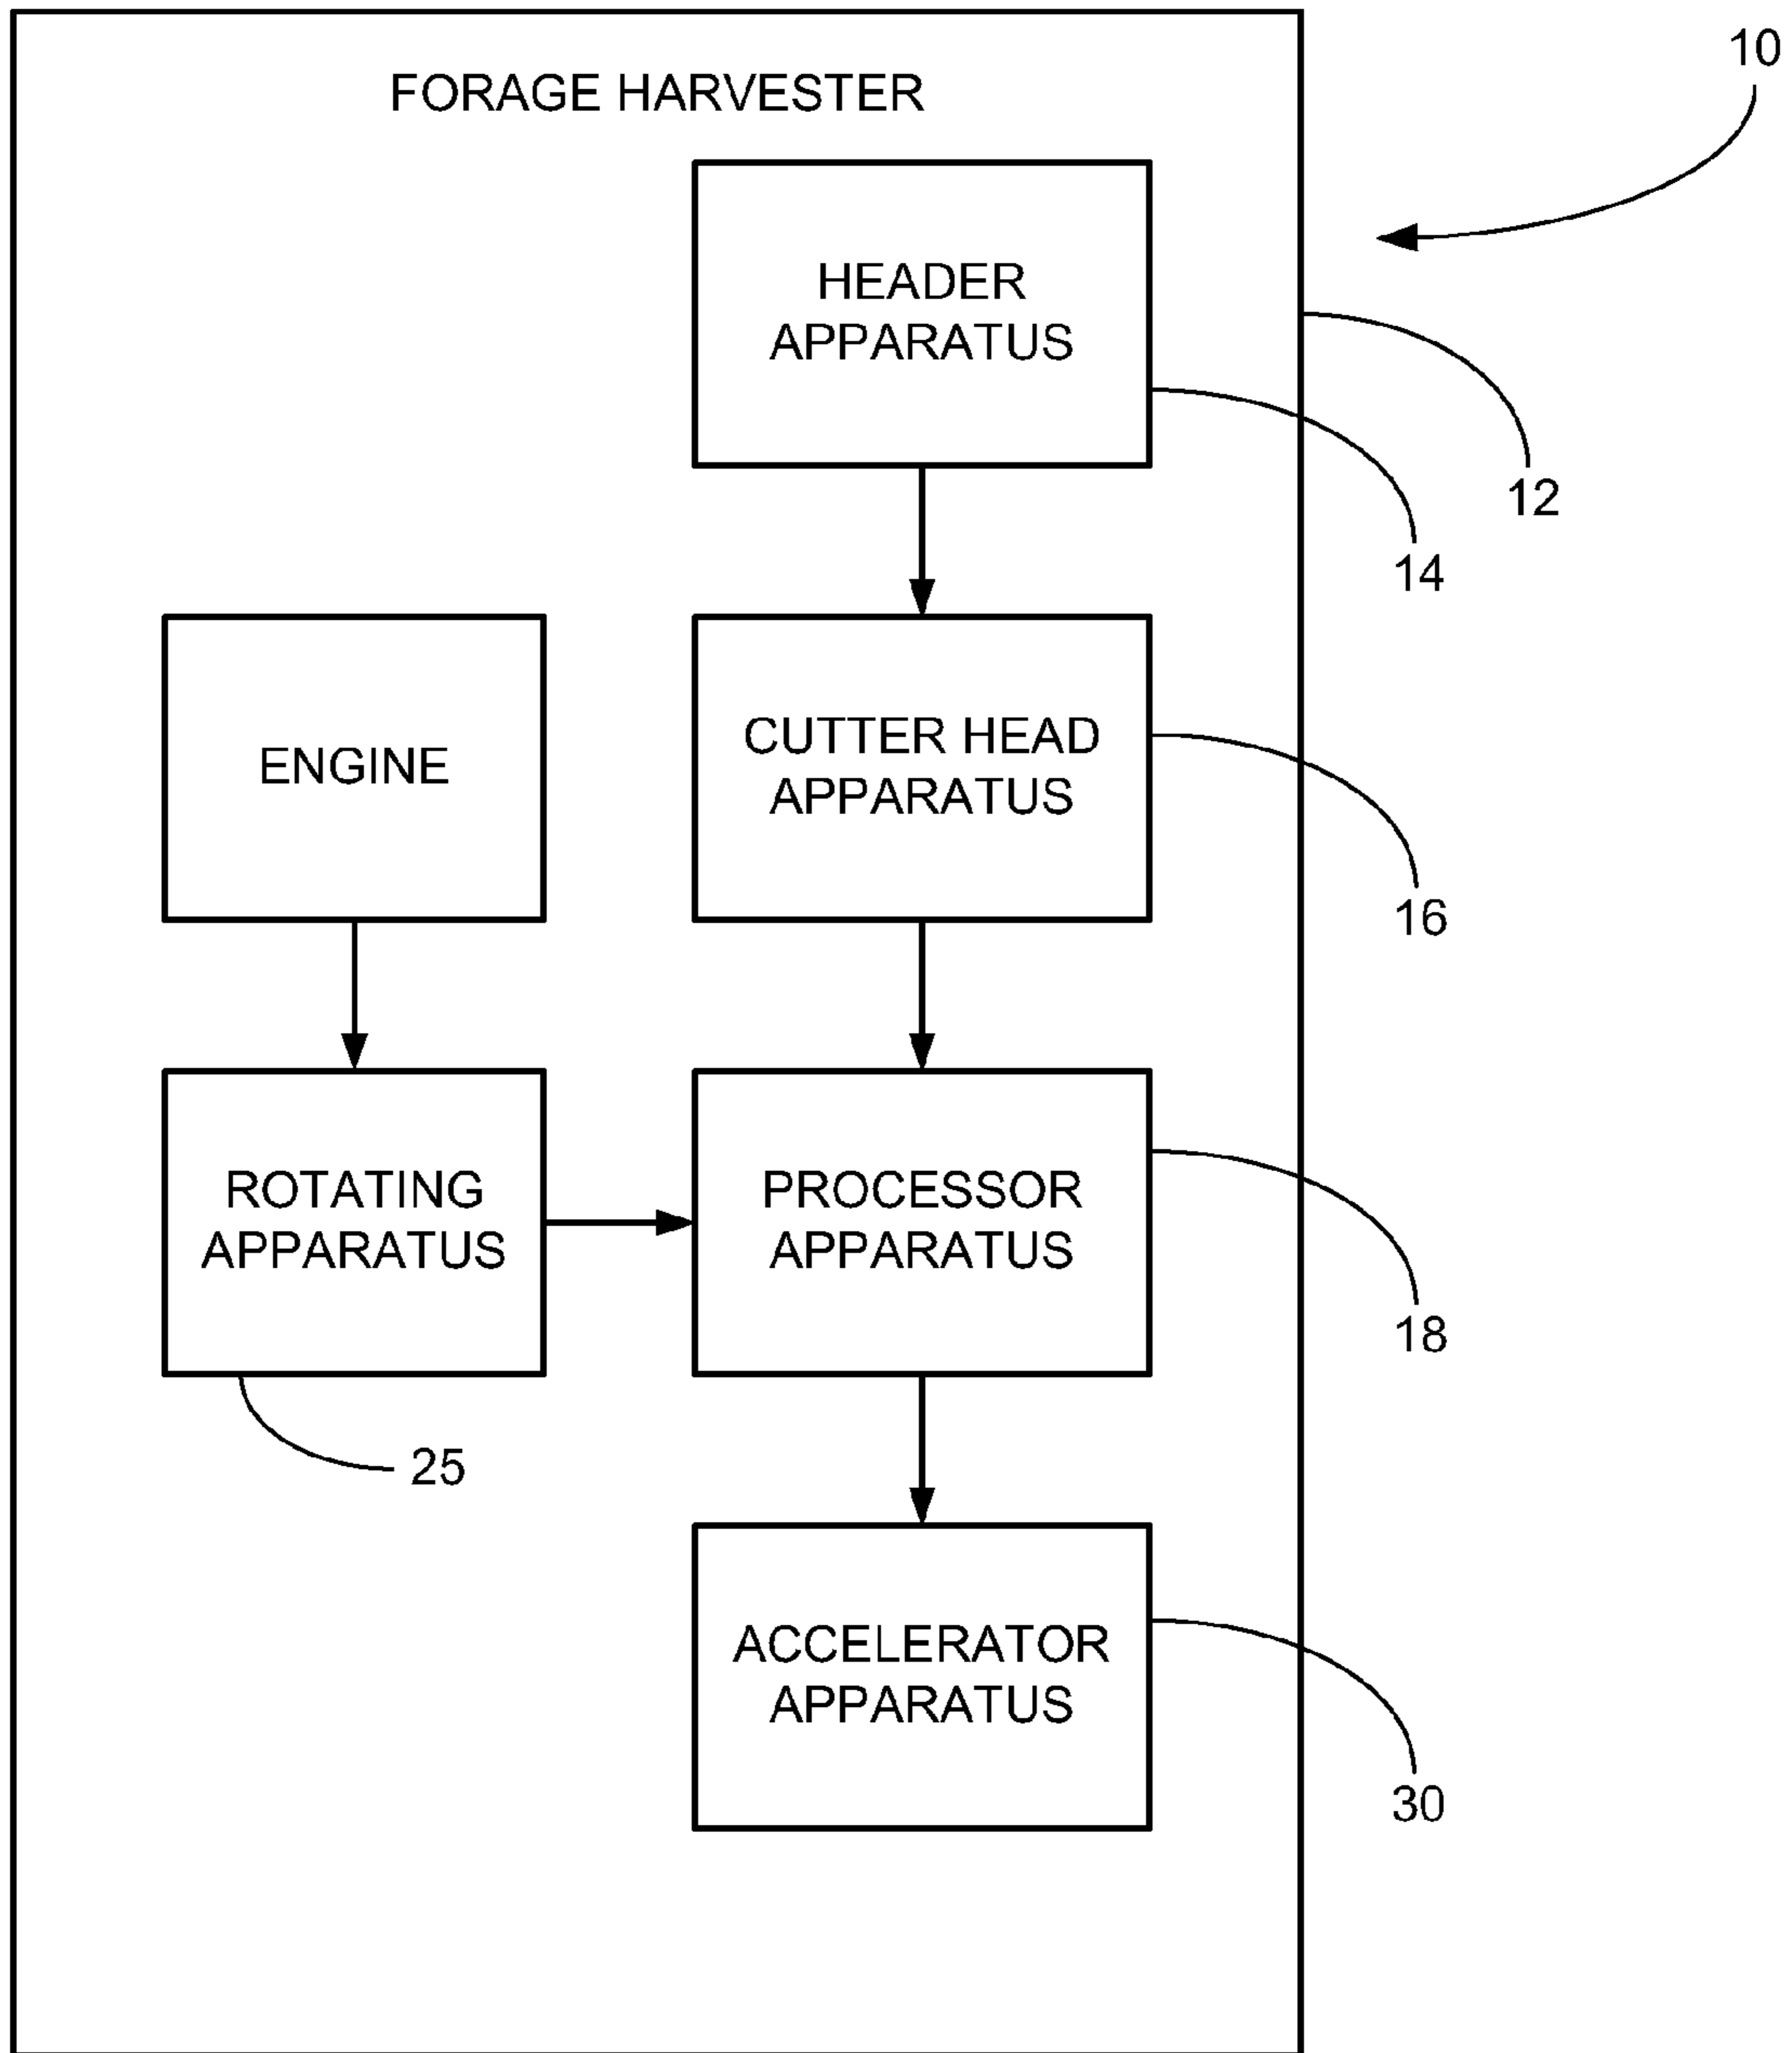 FORAGE HARVESTER
10
HEADER
APPARATUS
12
14
ENGINE
CUTTER HEAD
APPARATUS
16
ROTATING
APPARATUS
PROCESSOR
APPARATUS
18
25
ACCELERATOR
APPARATUS
30